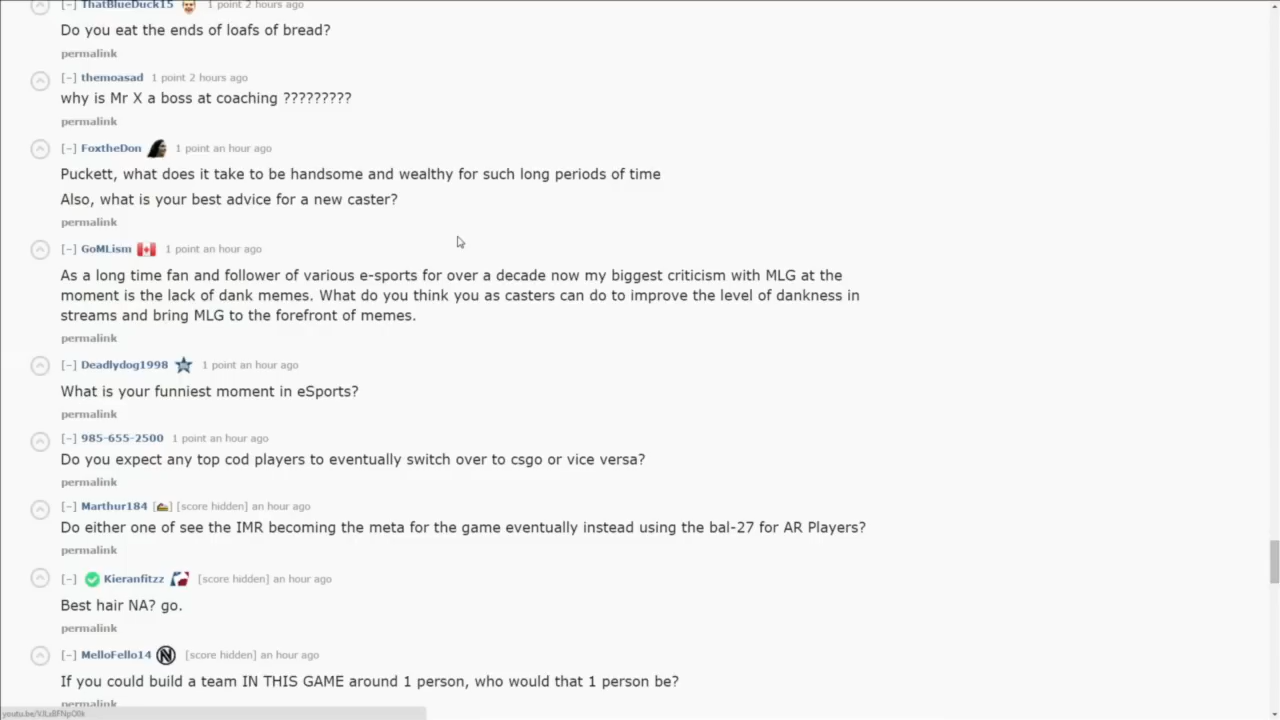 [–] ThatBlueDuck15 1 point 2 hours ago
Do you eat the ends of loafs of bread?
permalink
[–] themoasad 1 point 2 hours ago
why is Mr X a boss at coaching ?????????
permalink
[–] FoxtheDon 1 point an hour ago
Puckett, what does it take to be handsome and wealthy for such long periods of time
Also, what is your best advice for a new caster?
permalink
[–] GoMLism 1 point an hour ago
As a long time fan and follower of various e-sports for over a decade now my biggest criticism with MLG at the
moment is the lack of dank memes. What do you think you as casters can do to improve the level of dankness in
streams and bring MLG to the forefront of memes.
permalink
[–] Deadlydog1998 1 point an hour ago
What is your funniest moment in eSports?
permalink
[–] 985-655-2500 1 point an hour ago
Do you expect any top cod players to eventually switch over to csgo or vice versa?
permalink
[–] Marthur184 [score hidden] an hour ago
Do either one of see the IMR becoming the meta for the game eventually instead using the bal-27 for AR Players?
permalink
[–] Kieranfitzz [score hidden] an hour ago
Best hair NA? go.
permalink
[–] MelloFello14 [score hidden] an hour ago
If you could build a team IN THIS GAME around 1 person, who would that 1 person be?
permalink